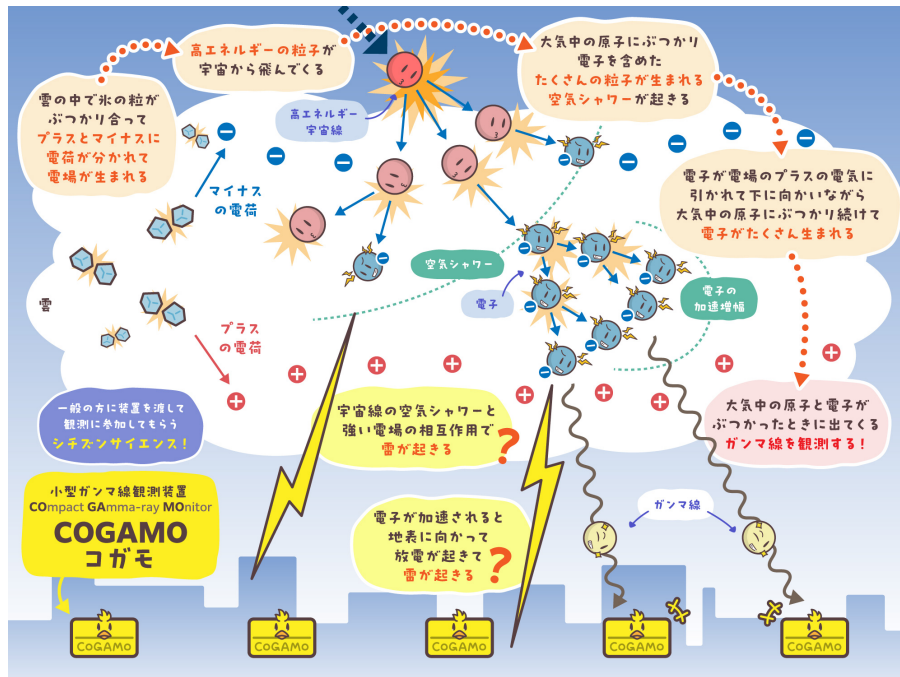 雲の中で氷の粒が
ぶつかり合って
プラスとマイナスに
電荷が分かれて
電場が生まれる
高エネルギーの粒子が
宇宙から飛んでくる
大気中の原子にぶつかり
電子を含めた
たくさんの粒子が生まれる
空気シャワーが起きる
電子が電場のプラスの電気に
引かれて下に向かいながら
大気中の原子にぶつかり続けて
電子がたくさん生まれる
高エネルギー
宇宙線
マイナス
の電荷
空気シャワー
電子
電子の
加速増幅
雲
プラス
の電荷
一般の方に装置を渡して
観測に参加してもらう
シチズンサイエンス!
宇宙線の空気シャワーと
強い電場の相互作用で
雷が起きる?
大気中の原子と電子が
ぶつかったときに出てくる
ガンマ線を観測する!
小型ガンマ線観測装置
COmpact GAmma-ray MOnitor
COGAMO
コガモ
電子が加速されると
地表に向かって
放電が起きて
雷が起きる?
ガンマ線
COGAMO
COGAMO
COGAMO
COGAMO
COGAMO